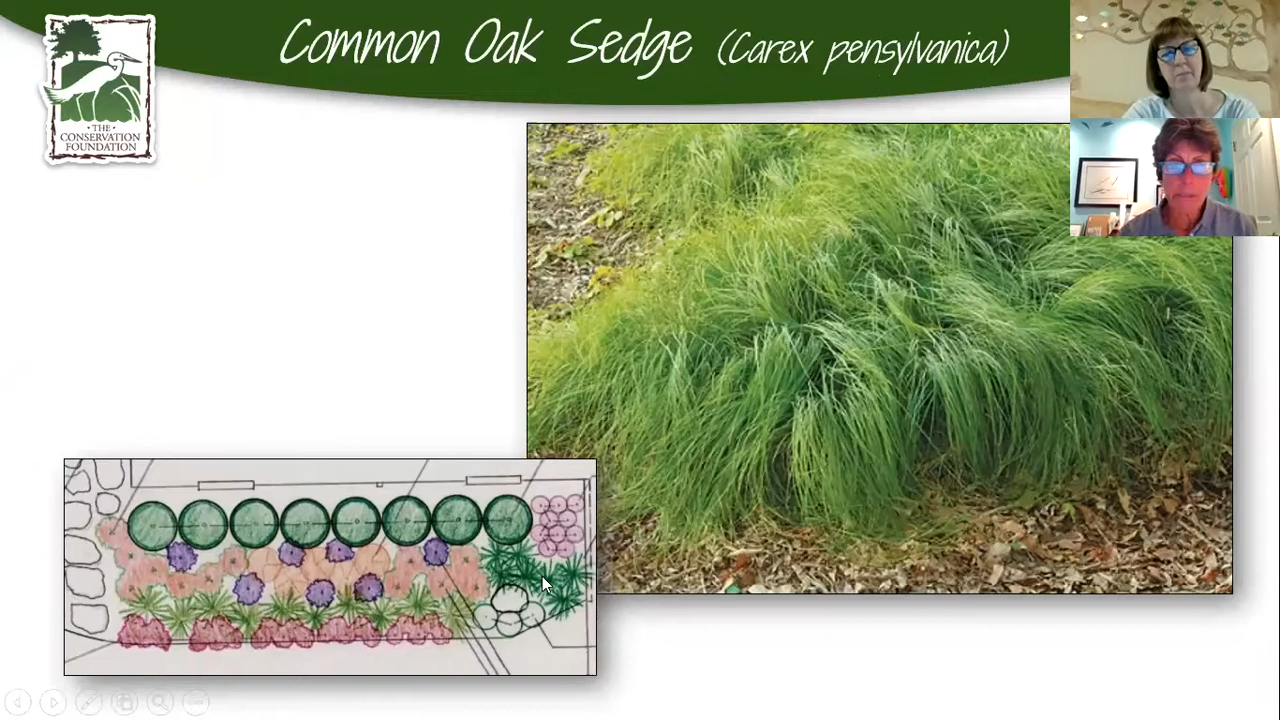 Common Oak Sedge (Carex pensylvanica)
• THE •
CONSERVATION
FOUNDATION